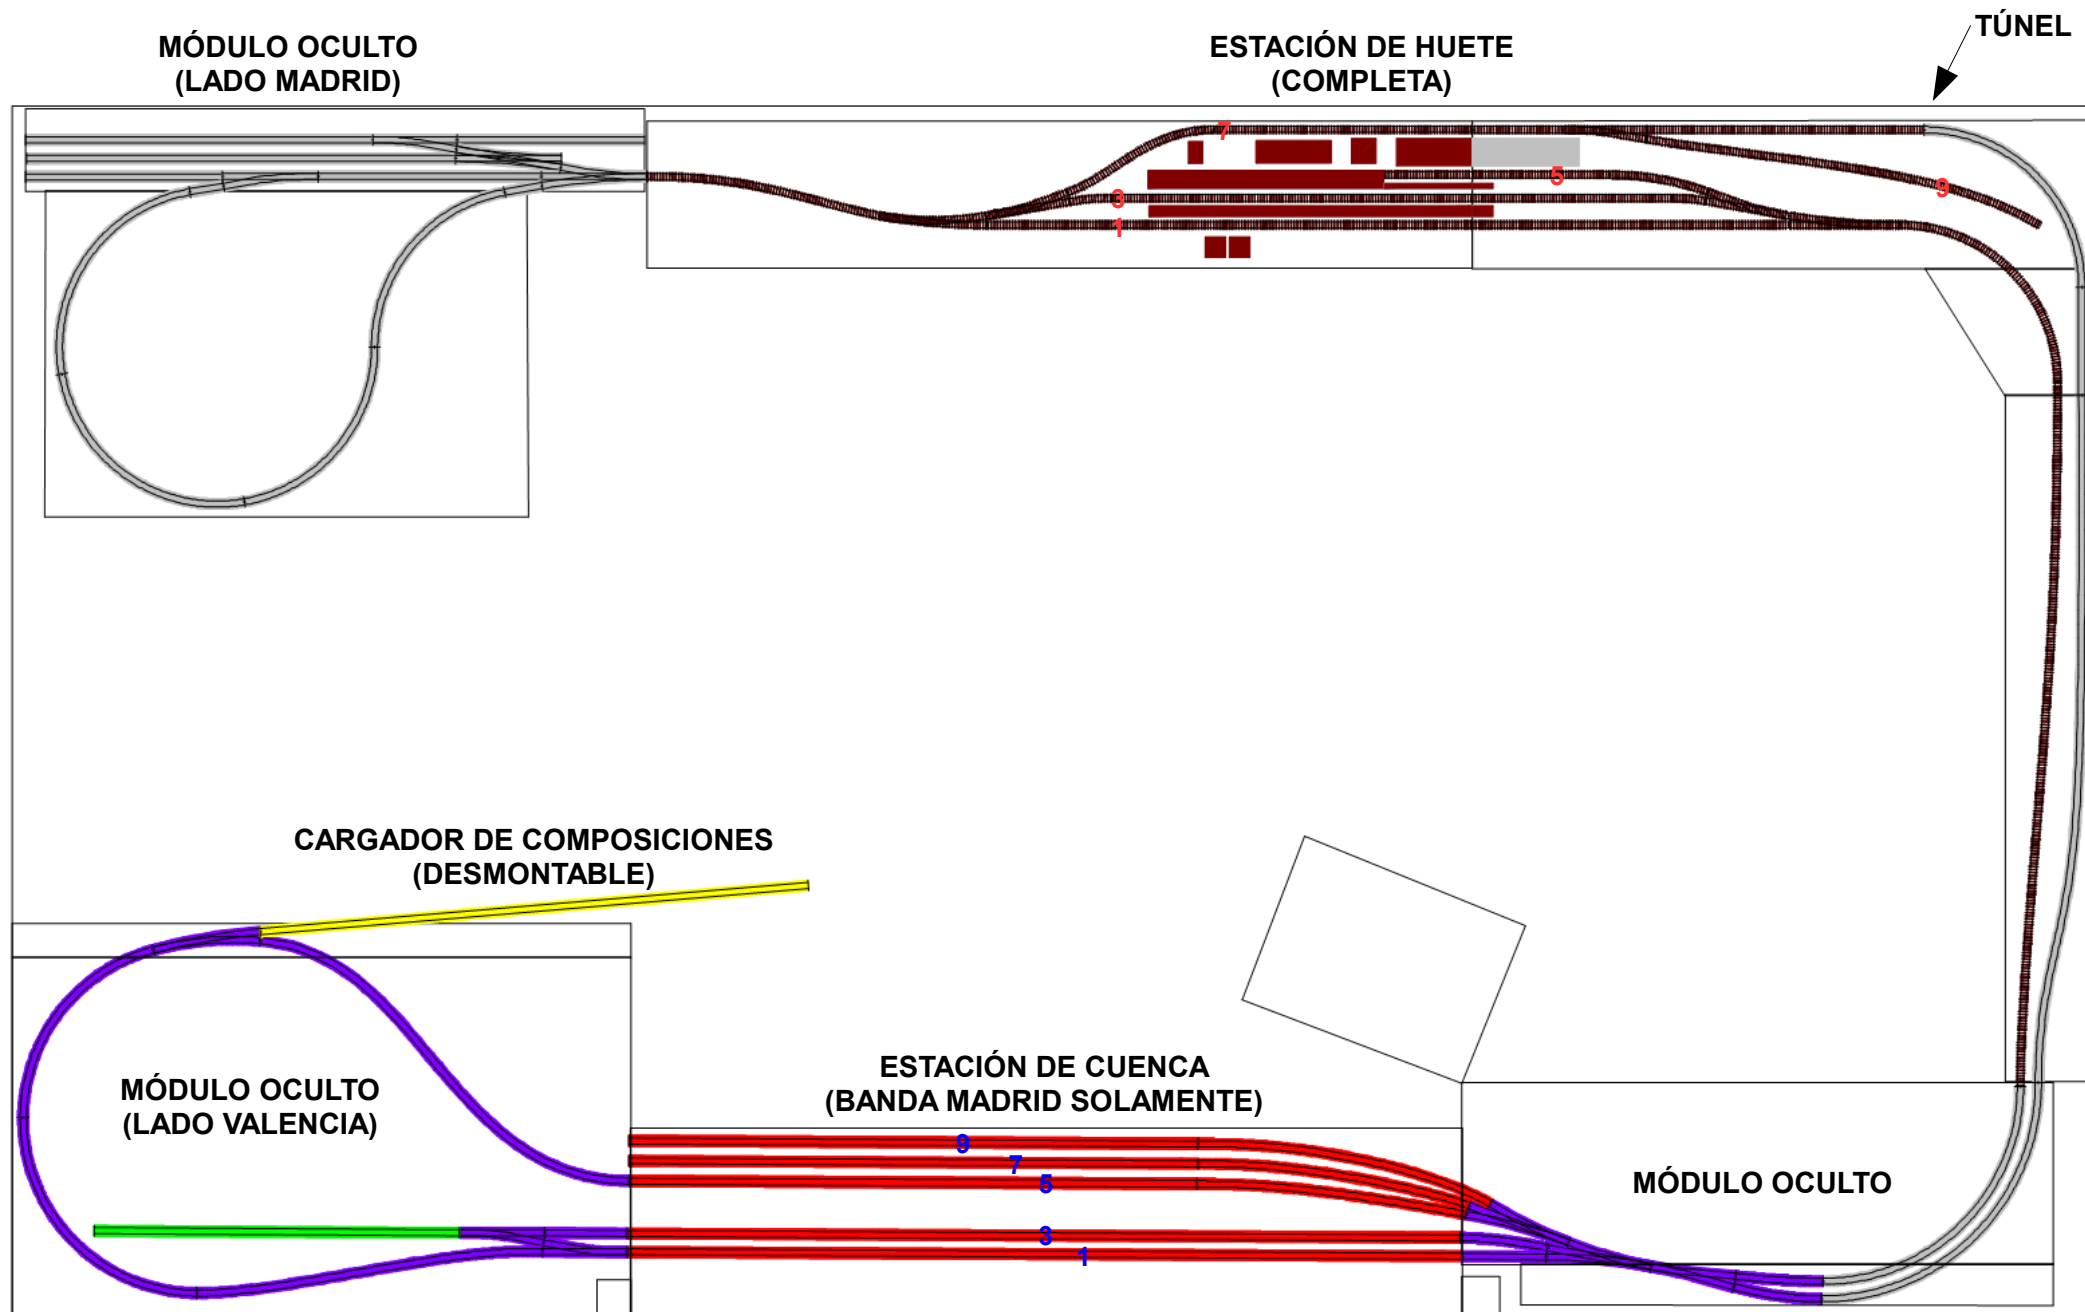 TÚNEL
MÓDULO OCULTO
(LADO MADRID)
ESTACIÓN DE HUETE
(COMPLETA)
7
5
9
3
1
CARGADOR DE COMPOSICIONES
(DESMONTABLE)
MÓDULO OCULTO
(LADO VALENCIA)
ESTACIÓN DE CUENCA
(BANDA MADRID SOLAMENTE)
9
7
5
3
1
MÓDULO OCULTO